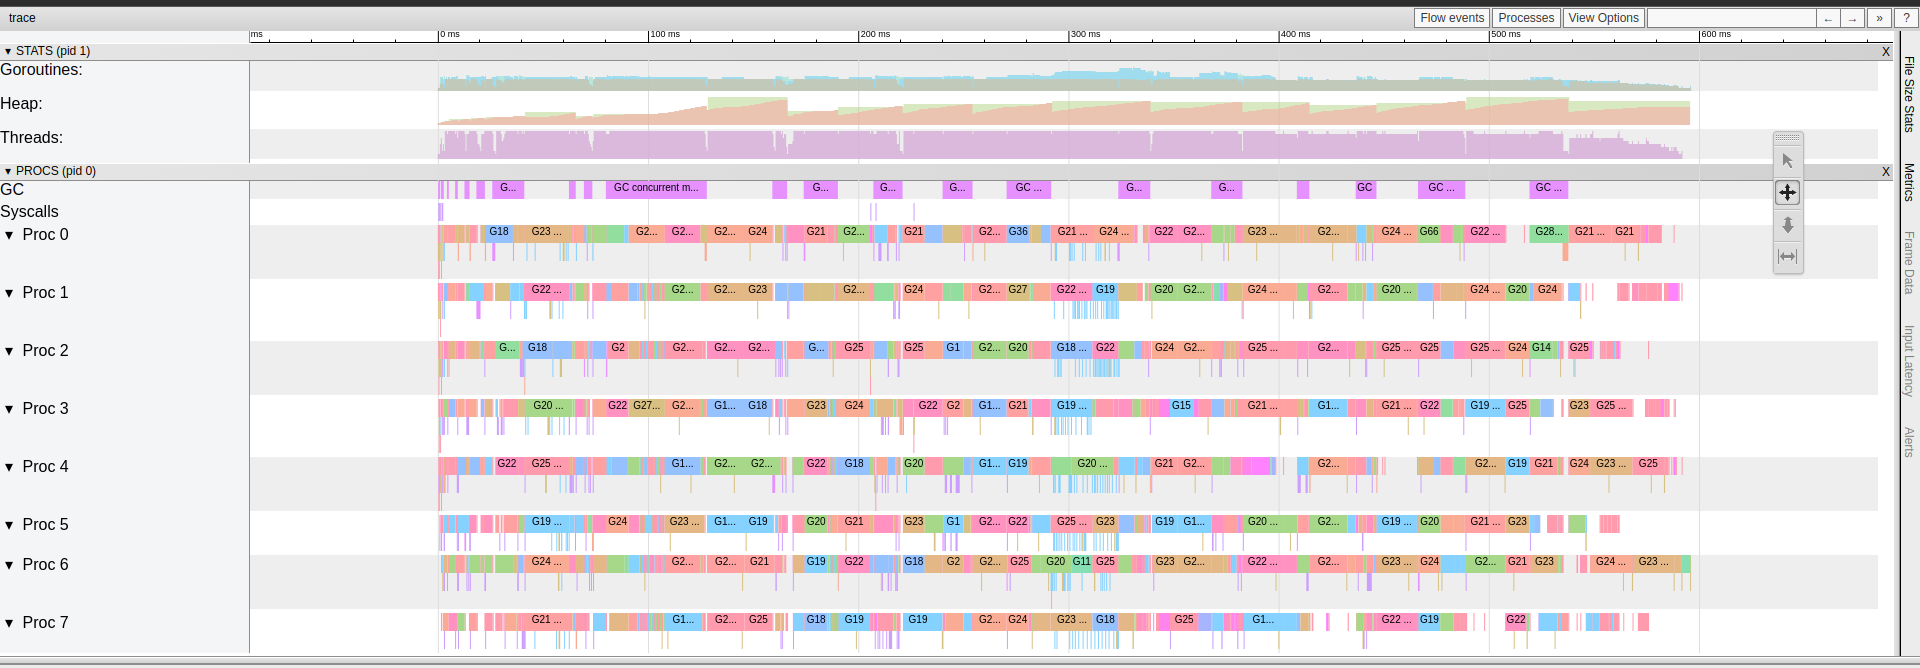 trace
Flow events Processes View Options ← → » ?
ms 0 ms 100 ms 200 ms 300 ms 400 ms 500 ms 600 ms
▾ STATS (pid 1) X
Goroutines:
Heap:
Threads:
▾ PROCS (pid 0) X
GC G... GC concurrent m... G... G... G... GC ... G... G... GC GC ... GC ...
Syscalls
▾ Proc 0 G18 G23 ... G2... G2... G2... G24 G21 G2... G21 G2... G36 G21 ... G24 ... G22 G2... G23 ... G2... G24 ... G66 G22 ... G28... G21 ... G21
▾ Proc 1 G22 ... G2... G2... G23 G2... G24 G2... G27 G22 ... G19 G20 G2... G24 ... G2... G20 ... G24 ... G20 G24
▾ Proc 2 G... G18 G2 G2... G2... G2... G... G25 G25 G1 G2... G20 G18 ... G22 G24 G2... G25 ... G2... G25 ... G25 G25 ... G24 G14 G25
▾ Proc 3 G20 ... G22 G27... G2... G1... G18 G23 G24 G22 G2 G1... G21 G19 ... G15 G21 ... G1... G21 ... G22 G19 ... G25 G23 G25 ...
▾ Proc 4 G22 G25 ... G1... G2... G2... G22 G18 G20 G1... G19 G20 ... G21 G2... G2... G2... G19 G21 G24 G23 ... G25
▾ Proc 5 G19 ... G24 G23 ... G1... G19 G20 G21 G23 G1 G2... G22 G25 ... G23 G19 G1... G20 ... G2... G19 ... G20 G21 ... G23
▾ Proc 6 G24 ... G2... G2... G21 G19 G22 G18 G2 G2... G25 G20 G11 G25 G23 G2... G22 ... G2... G23 ... G24 G2... G21 G23 G24 ... G23 ...
▾ Proc 7 G21 ... G1... G2... G25 G18 G19 G19 G2... G24 G23 ... G18 G25 G1... G22 ... G19 G22
File Size Stats
Metrics
Frame Data
Input Latency
Alerts